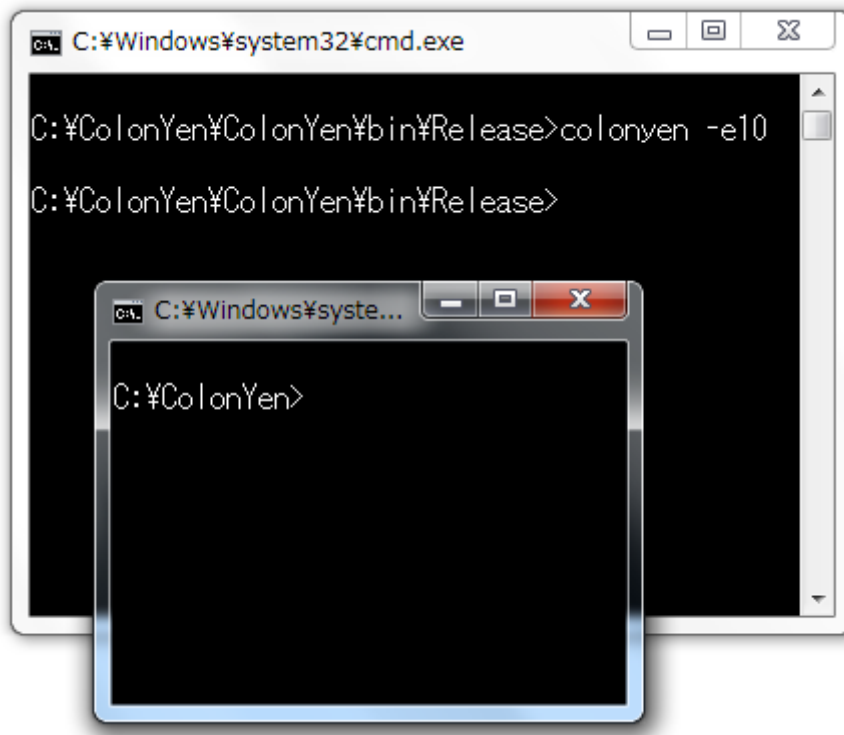 C:¥Windows¥system32¥cmd.exe
C:¥ColonYen¥ColonYen¥bin¥Release>colonyen -e10
C:¥ColonYen¥ColonYen¥bin¥Release>
C:¥Windows¥syste...
C:¥ColonYen>